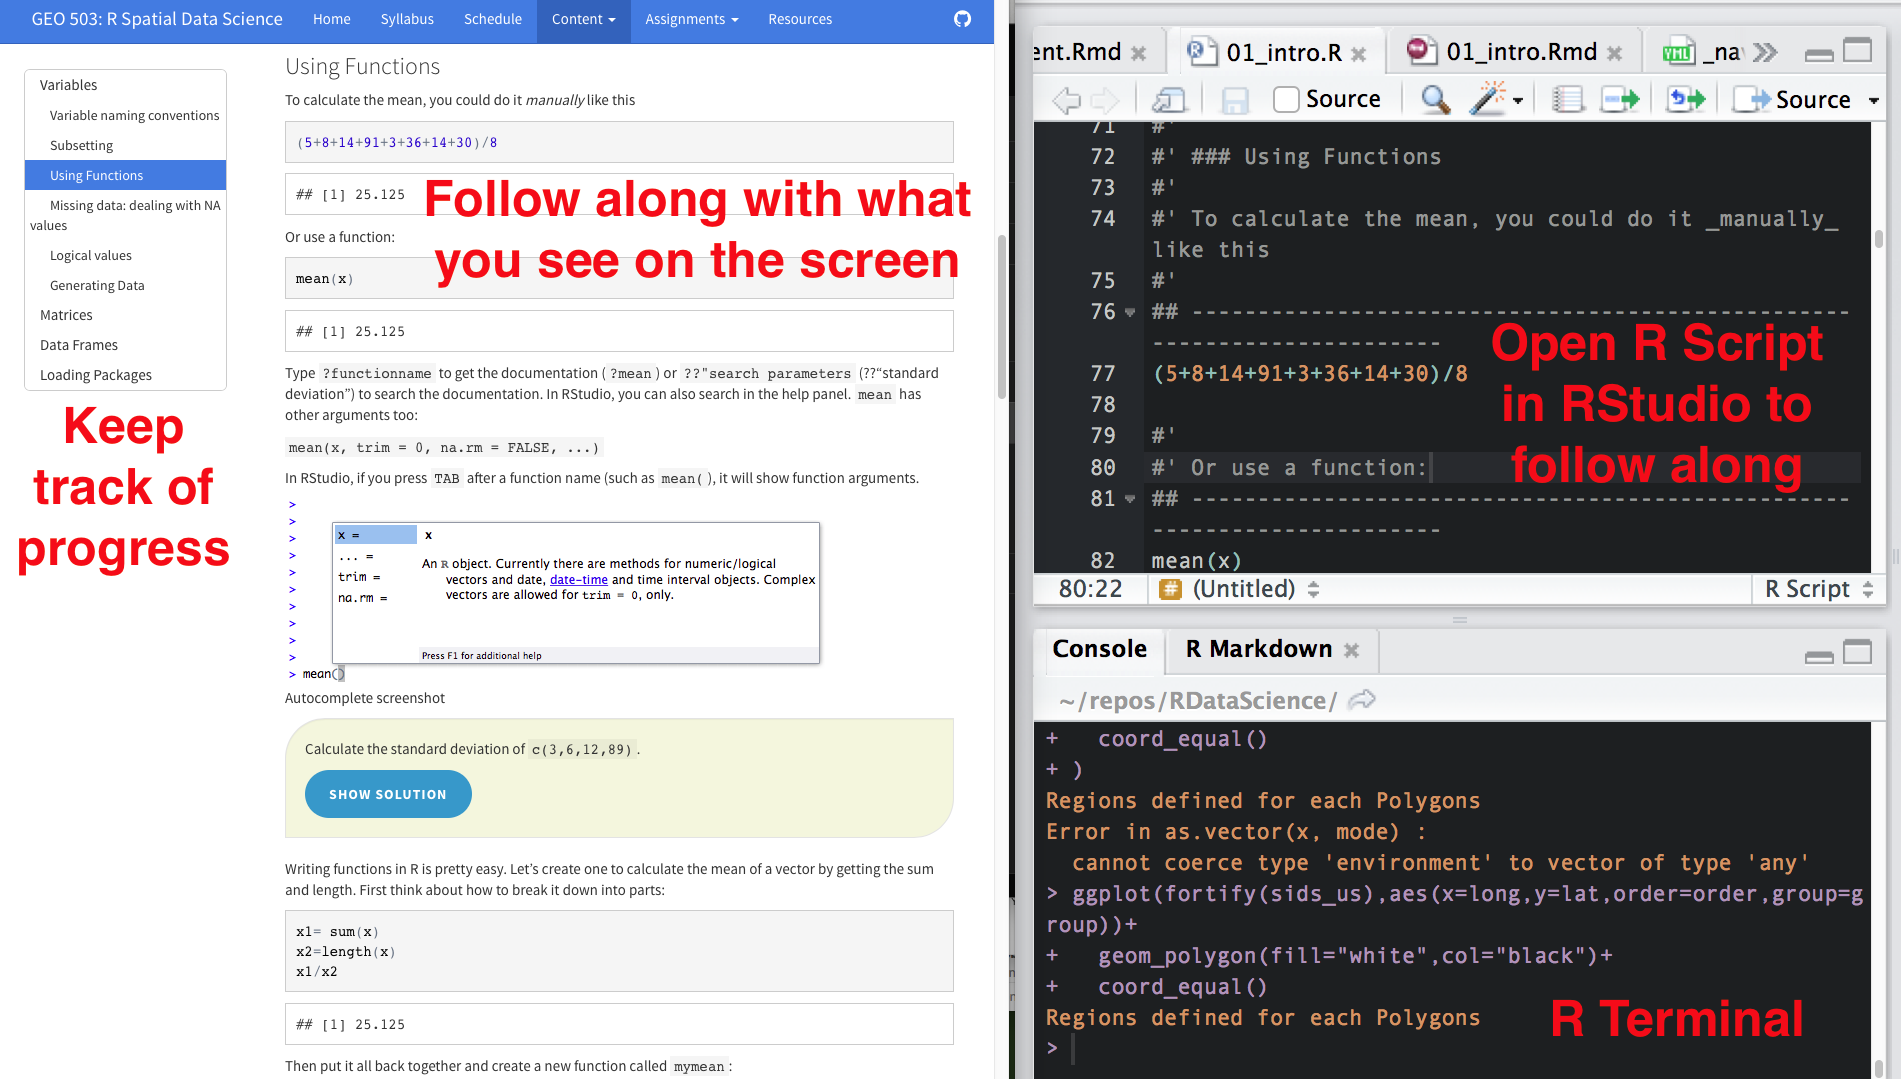 GEO 503: R Spatial Data Science Home Syllabus Schedule Content Assignments Resources
Variables
Variable naming conventions
Subsetting
Using Functions
Missing data: dealing with NA
values
Logical values
Generating Data
Matrices
Data Frames
Loading Packages
Keep
track of
progress
Using Functions
To calculate the mean, you could do it manually like this
(5+8+14+91+3+36+14+30)/8
## [1] 25.125
Follow along with what
you see on the screen
Or use a function:
mean(x)
## [1] 25.125
Type ?functionname to get the documentation (?mean) or ??"search parameters (??“standard
deviation”) to search the documentation. In RStudio, you can also search in the help panel. mean has
other arguments too:
mean(x, trim = 0, na.rm = FALSE, ...)
In RStudio, if you press TAB after a function name (such as mean( ), it will show function arguments.
>
>
>
>
>
>
>
>
>
>
x =
... =
trim =
na.rm =
x
An R object. Currently there are methods for numeric/logical
vectors and date, date-time and time interval objects. Complex
vectors are allowed for trim = 0, only.
Press F1 for additional help
> mean()
Autocomplete screenshot
Calculate the standard deviation of c(3,6,12,89).
SHOW SOLUTION
Writing functions in R is pretty easy. Let’s create one to calculate the mean of a vector by getting the sum
and length. First think about how to break it down into parts:
x1= sum(x)
x2=length(x)
x1/x2
## [1] 25.125
Then put it all back together and create a new function called mymean:
ent.Rmd 01_intro.R 01_intro.Rmd YML _na
Source Source
71 #'
72 #' ### Using Functions
73 #'
74 #' To calculate the mean, you could do it _manually_
like this
75 #'
76 ## --------------------------------------------------
----------------------
77 (5+8+14+91+3+36+14+30)/8
78
79 #'
80 #' Or use a function:
81 ## --------------------------------------------------
----------------------
82 mean(x)
Open R Script
in RStudio to
follow along
80:22 # (Untitled) R Script
Console R Markdown
~/repos/RDataScience/
+   coord_equal()
+ )
Regions defined for each Polygons
Error in as.vector(x, mode) :
  cannot coerce type 'environment' to vector of type 'any'
> ggplot(fortify(sids_us),aes(x=long,y=lat,order=order,group=g
roup))+
+   geom_polygon(fill="white",col="black")+
+   coord_equal()
Regions defined for each Polygons
>
R Terminal